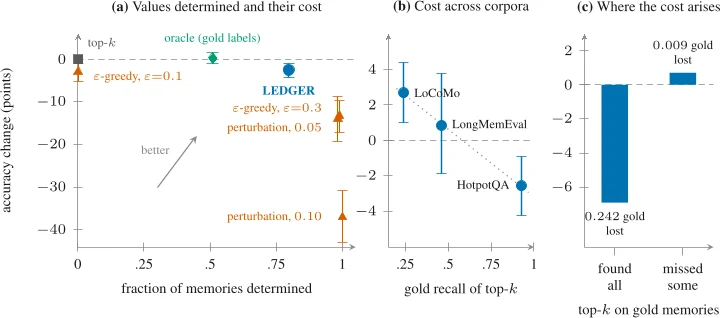 (a) Values determined and their cost
top-k
oracle (gold labels)
ε-greedy, ε=0.1
LEDGER
ε-greedy, ε=0.3
perturbation, 0.05
better
perturbation, 0.10
accuracy change (points)
0
−10
−20
−30
−40
0
.25
.5
.75
1
fraction of memories determined
(b) Cost across corpora
LoCoMo
LongMemEval
HotpotQA
4
2
0
−2
−4
.25
.5
.75
1
gold recall of top-k
(c) Where the cost arises
0.009 gold
lost
2
0
−2
−4
−6
0.242 gold
lost
found
all
missed
some
top-k on gold memories